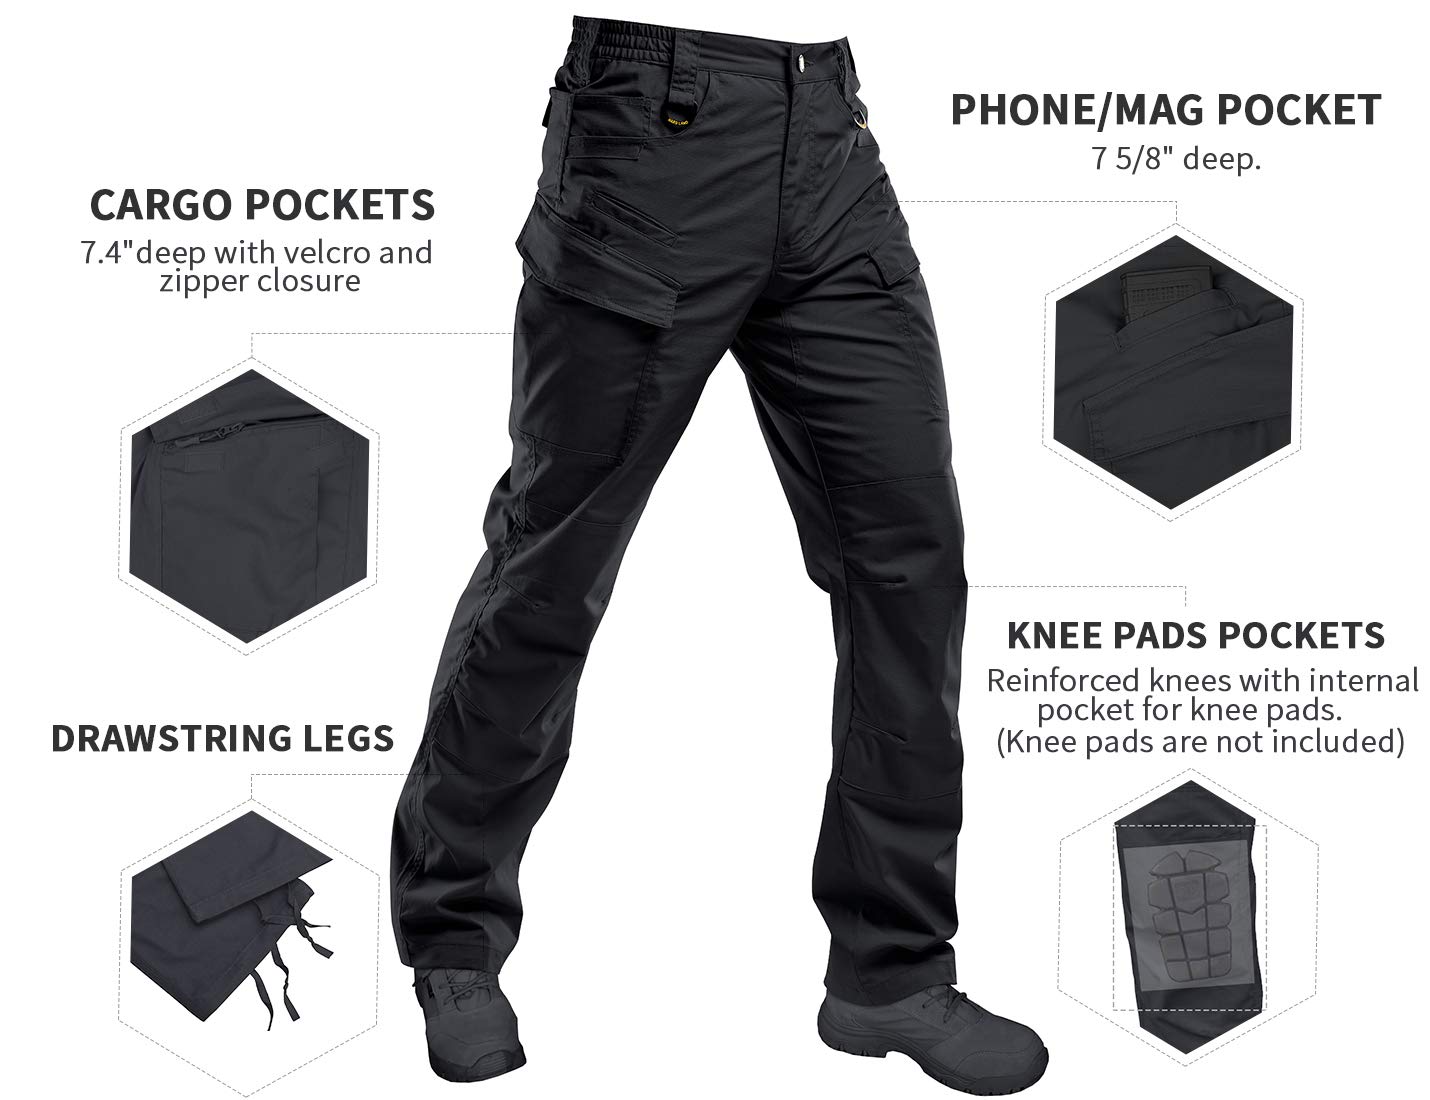 PHONE/MAG POCKET
7 5/8" deep.
CARGO POCKETS
7.4"deep with velcro and
zipper closure
KNEE PADS POCKETS
Reinforced knees with internal
pocket for knee pads.
(Knee pads are not included)
DRAWSTRING LEGS